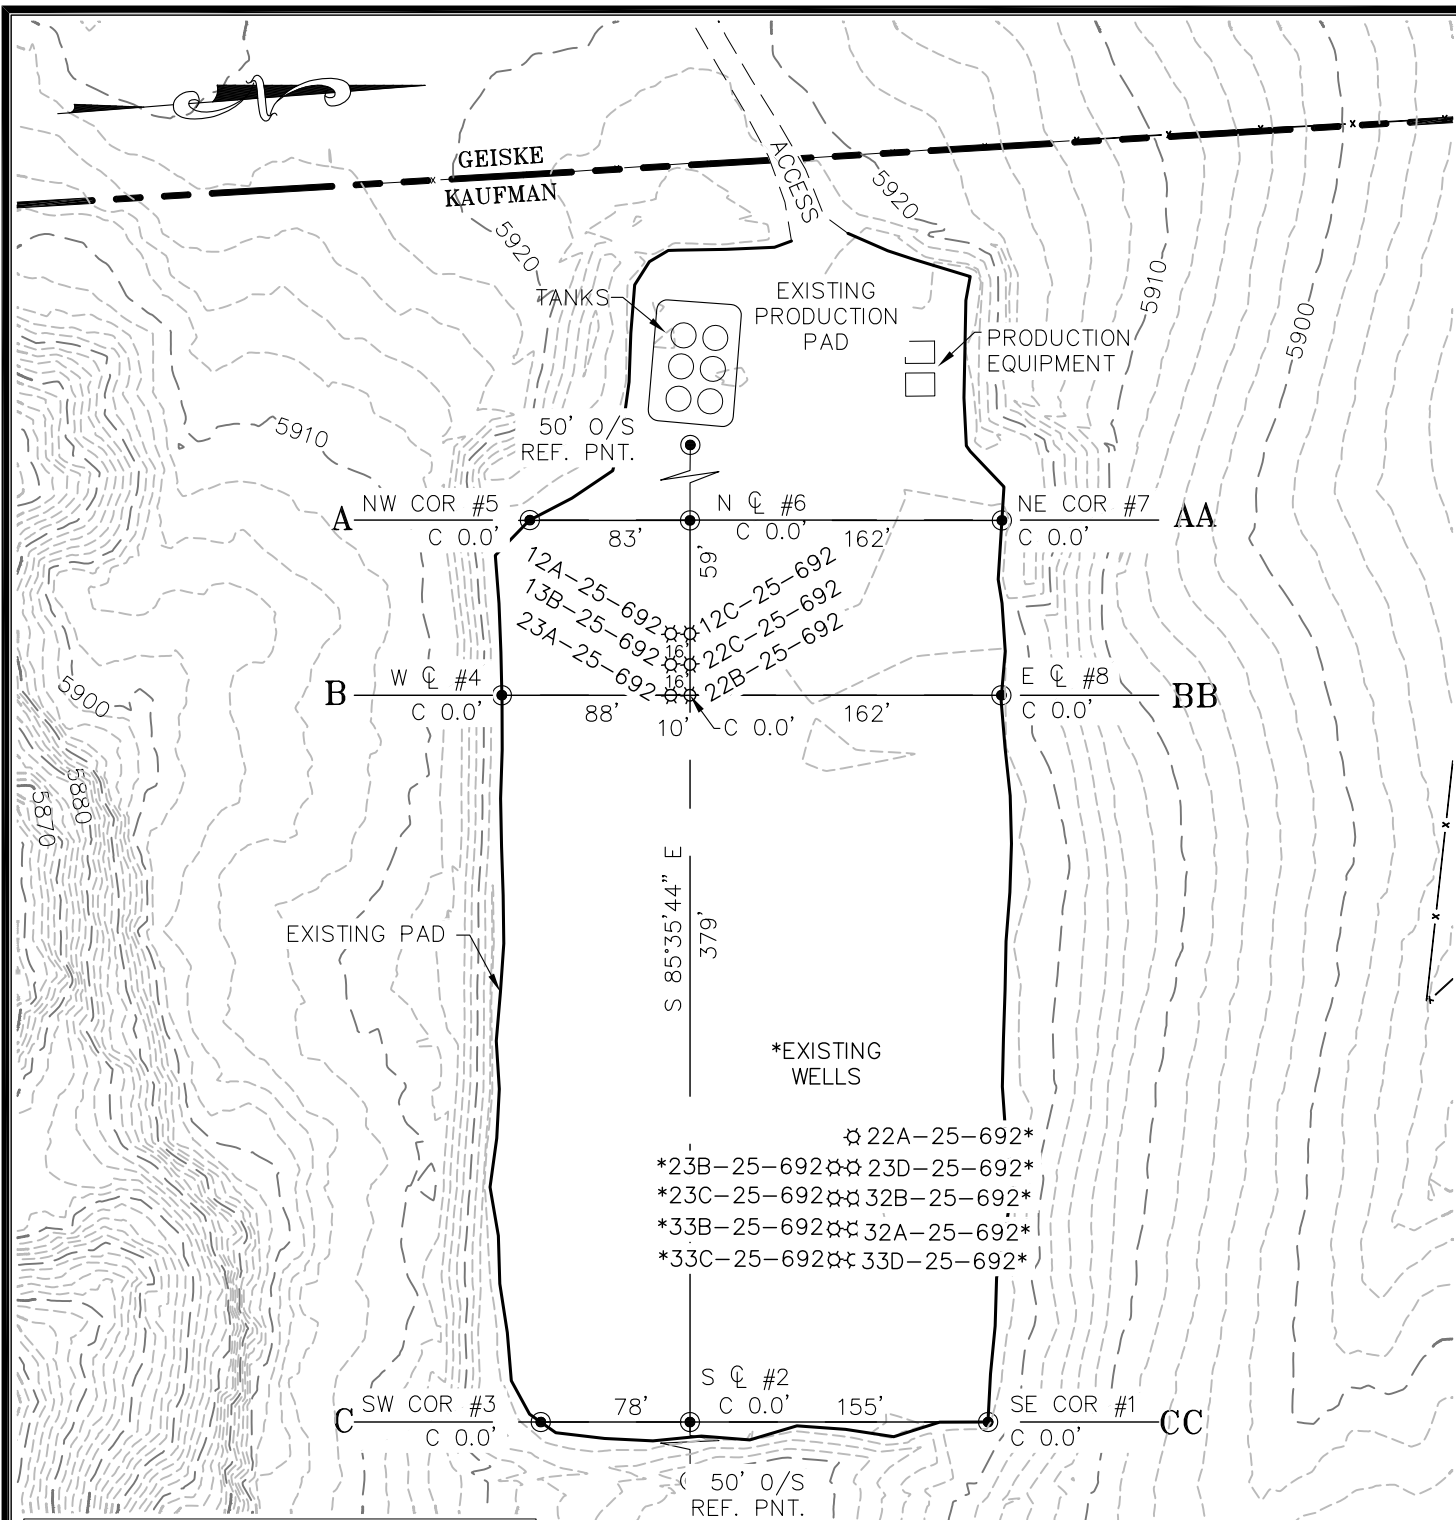 N
GEISKE
KAUFMAN
ACCESS
5920
5920
5910
5900
TANKS
EXISTING
PRODUCTION
PAD
PRODUCTION
EQUIPMENT
5910
50' O/S
REF. PNT.
A
NW COR #5
C 0.0'
N ℄ #6
C 0.0'
NE COR #7
C 0.0'
AA
83'
162'
59'
12A-25-692
13B-25-692
23A-25-692
12C-25-692
22C-25-692
22B-25-692
16'
16'
B
W ℄ #4
C 0.0'
E ℄ #8
C 0.0'
BB
88'
10'
C 0.0'
162'
5900
5880
5870
S 85°35'44" E
379'
EXISTING PAD
*EXISTING
WELLS
22A-25-692*
*23B-25-692
23D-25-692*
*23C-25-692
32B-25-692*
*33B-25-692
32A-25-692*
*33C-25-692
33D-25-692*
C
SW COR #3
C 0.0'
78'
S ℄ #2
C 0.0'
155'
SE COR #1
C 0.0'
CC
50' O/S
REF. PNT.